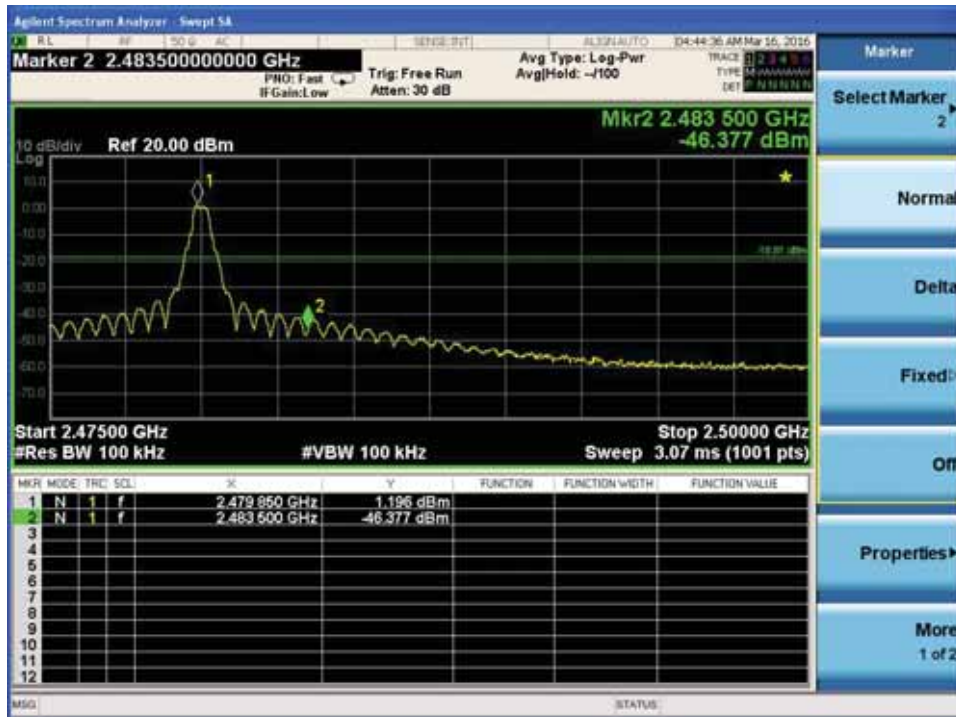 Agilent Spectrum Analyzer - Swept SA
RL RF 50 Ω AC SENSE:INT ALIGN AUTO 04:44:36 AM Mar 16, 2016
Marker 2 2.483500000000 GHz
PNO: Fast
IFGain:Low
Trig: Free Run
Atten: 30 dB
Avg Type: Log-Pwr
Avg|Hold: --/100
TRACE 1 2 3 4 5 6
TYPE
DET P N N N N N
Mkr2 2.483 500 GHz
-46.377 dBm
10 dB/div Ref 20.00 dBm
Log
10.0
0.00
-10.0
-20.0
-30.0
-40.0
-50.0
-60.0
-70.0
1
2
Start 2.47500 GHz Stop 2.50000 GHz
#Res BW 100 kHz #VBW 100 kHz Sweep 3.07 ms (1001 pts)
MKR MODE TRC SCL X Y FUNCTION FUNCTION WIDTH FUNCTION VALUE
1 N 1 f 2.479 850 GHz 1.196 dBm
2 N 1 f 2.483 500 GHz -46.377 dBm
3
4
5
6
7
8
9
10
11
12
MSG STATUS
Marker
Select Marker
2
Normal
Delta
Fixed
Off
Properties
More
1 of 2